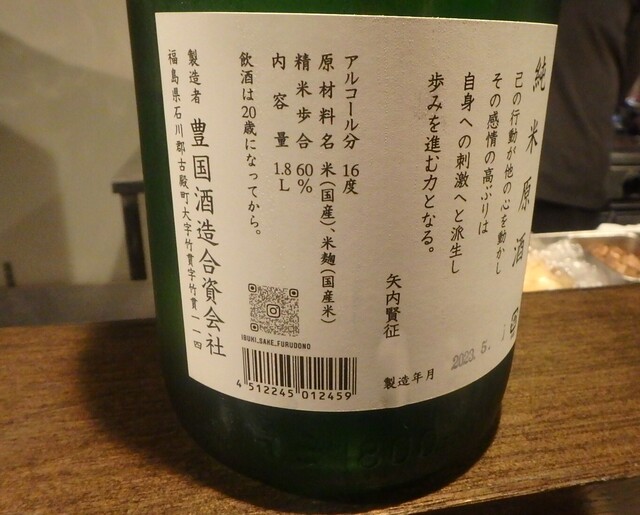 純米原酒
己の行動が他の心を動かし
その感情の高ぶりは
自身への刺激へと派生し
歩みを進む力となる。
矢内賢征
製造年月 2023.5.
アルコール分 16度
原材料名 米(国産)、米麹(国産米)
精米歩合 60%
内容量 1.8L
飲酒は20歳になってから。
製造者 豊国酒造合資会社
福島県石川郡古殿町大字竹貫字竹貫一一四
IBUKI_SAKE_FURUDONO
4 512245 012459